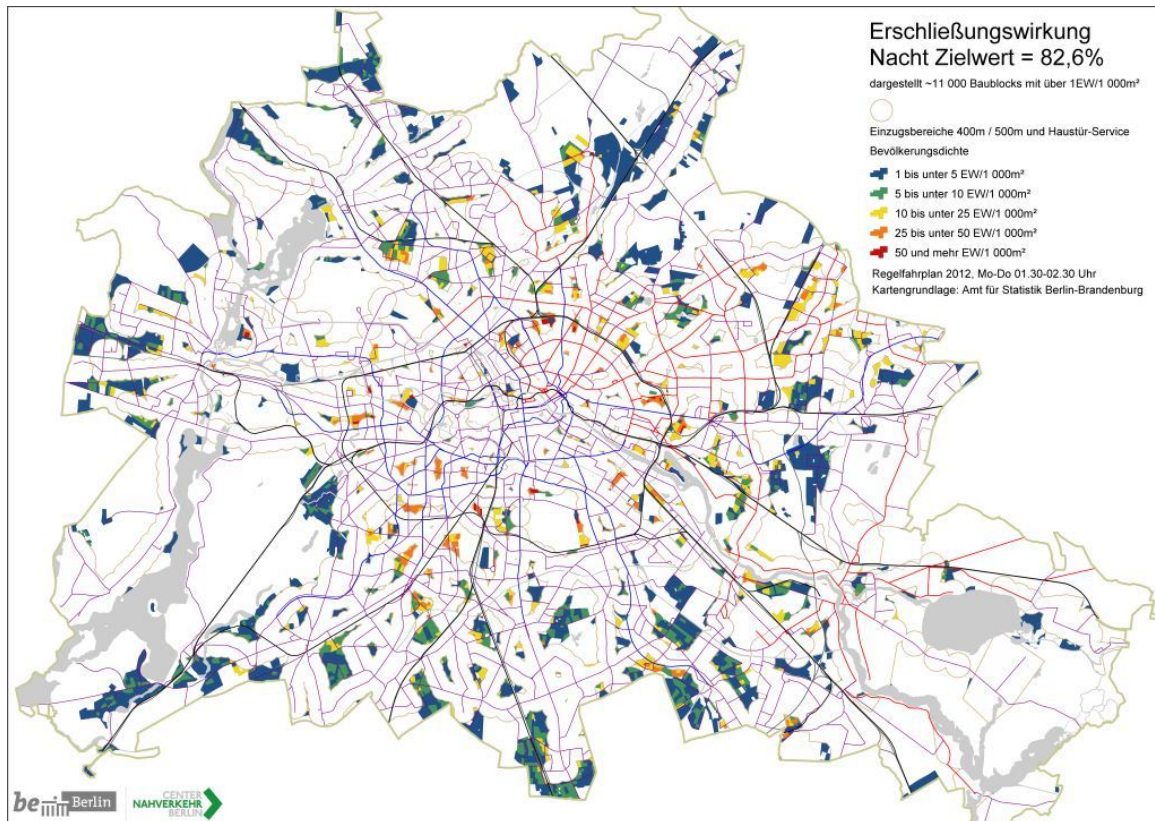 Erschließungswirkung
Nacht Zielwert = 82,6%
dargestellt ~11 000 Baublocks mit über 1EW/1 000m²
Einzugsbereiche 400m / 500m und Haustür-Service
Bevölkerungsdichte
1 bis unter 5 EW/1 000m²
5 bis unter 10 EW/1 000m²
10 bis unter 25 EW/1 000m²
25 bis unter 50 EW/1 000m²
50 und mehr EW/1 000m²
Regelfahrplan 2012, Mo-Do 01.30-02.30 Uhr
Kartengrundlage: Amt für Statistik Berlin-Brandenburg
be Berlin
CENTER
NAHVERKEHR
BERLIN